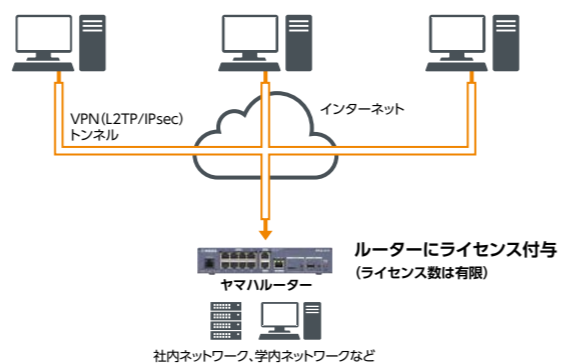 VPN(L2TP/IPsec)
トンネル
インターネット
ルーターにライセンス付与
(ライセンス数は有限)
ヤマハルーター
社内ネットワーク、学内ネットワークなど